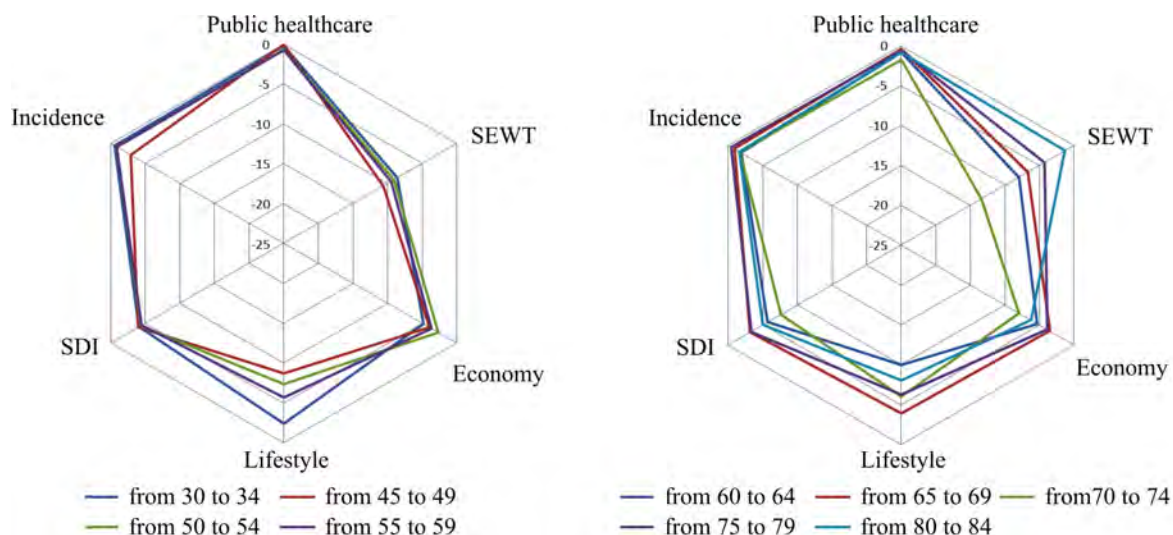 Public healthcare
0
-5
-10
-15
-20
-25
Incidence
SEWT
SDI
Economy
Lifestyle
from 30 to 34
from 45 to 49
from 50 to 54
from 55 to 59
Public healthcare
0
-5
-10
-15
-20
-25
Incidence
SEWT
SDI
Economy
Lifestyle
from 60 to 64
from 65 to 69
from70 to 74
from 75 to 79
from 80 to 84